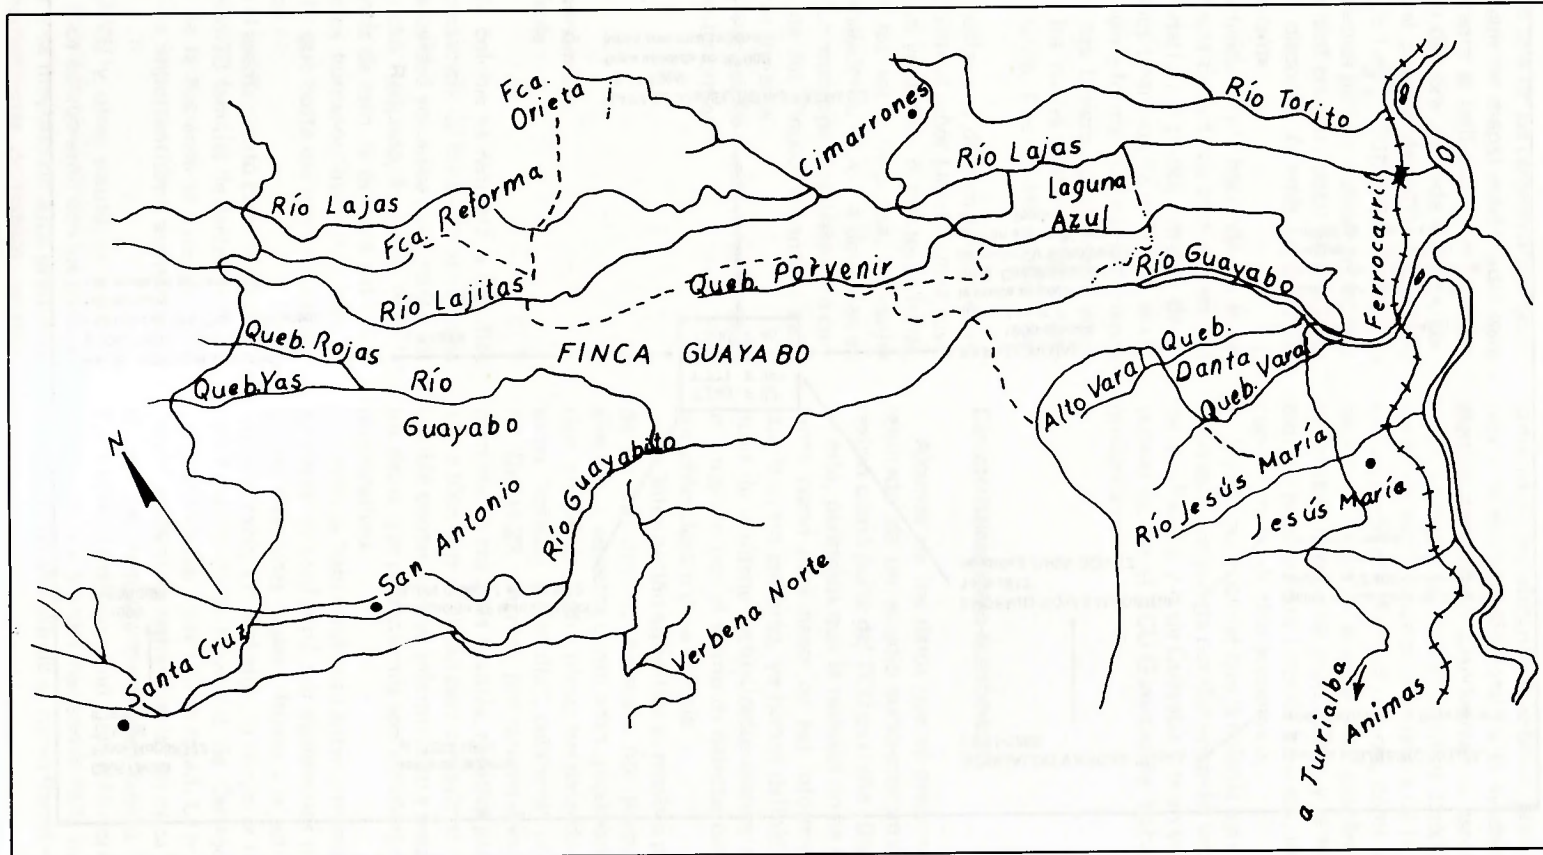 Fca.
Orieta
Cimarrones
Río Torito
Río Lajas
Laguna
Azul
Río Lajas
Fca. Reforma
Ferrocarril
Río Lajitas
Queb. Porvenir
Río Guayabo
Queb. Rojas
FINCA GUAYABO
Queb.
Danta
Queb. Yas
Río
Guayabo
Alto Vara
Queb. Vara
N
San Antonio
Río Guayabito
Río Jesús María
Jesús María
Santa Cruz
Verbena Norte
a Turrialba
Animas